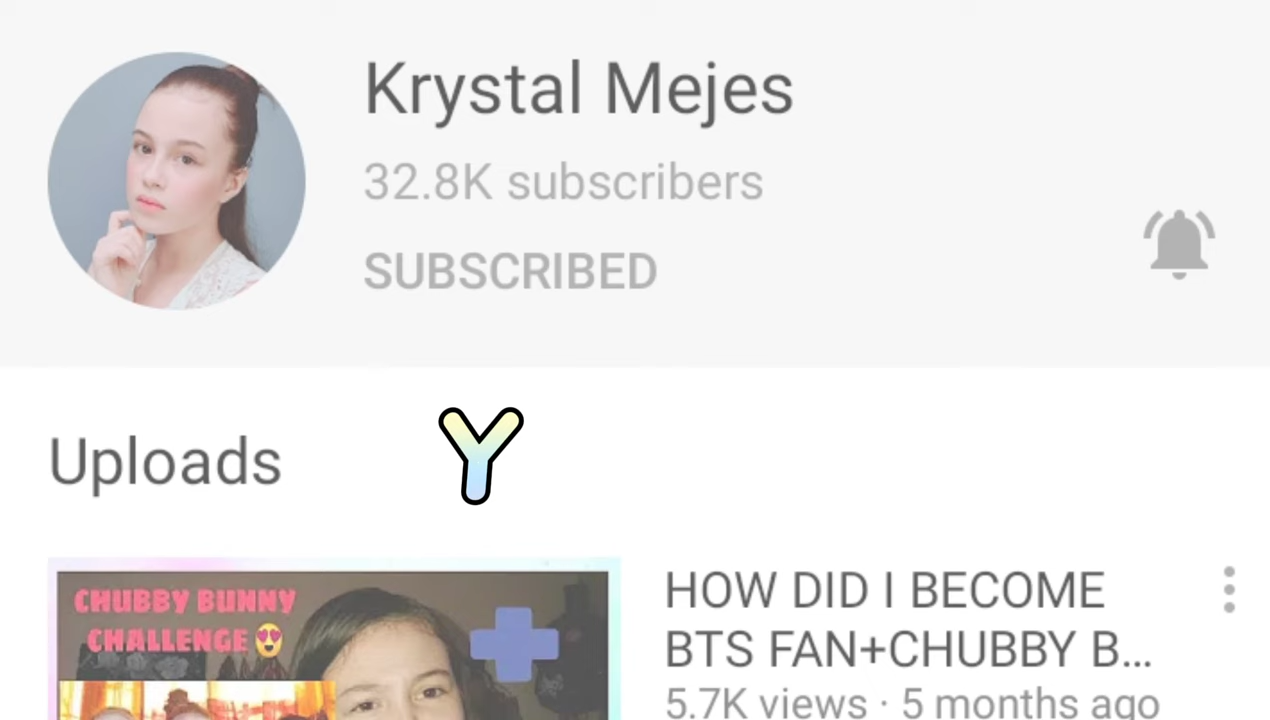 Krystal Mejes
32.8K subscribers
SUBSCRIBED
Uploads
Y
CHUBBY BUNNY
CHALLENGE
HOW DID I BECOME
BTS FAN+CHUBBY B...
5.7K views · 5 months ago